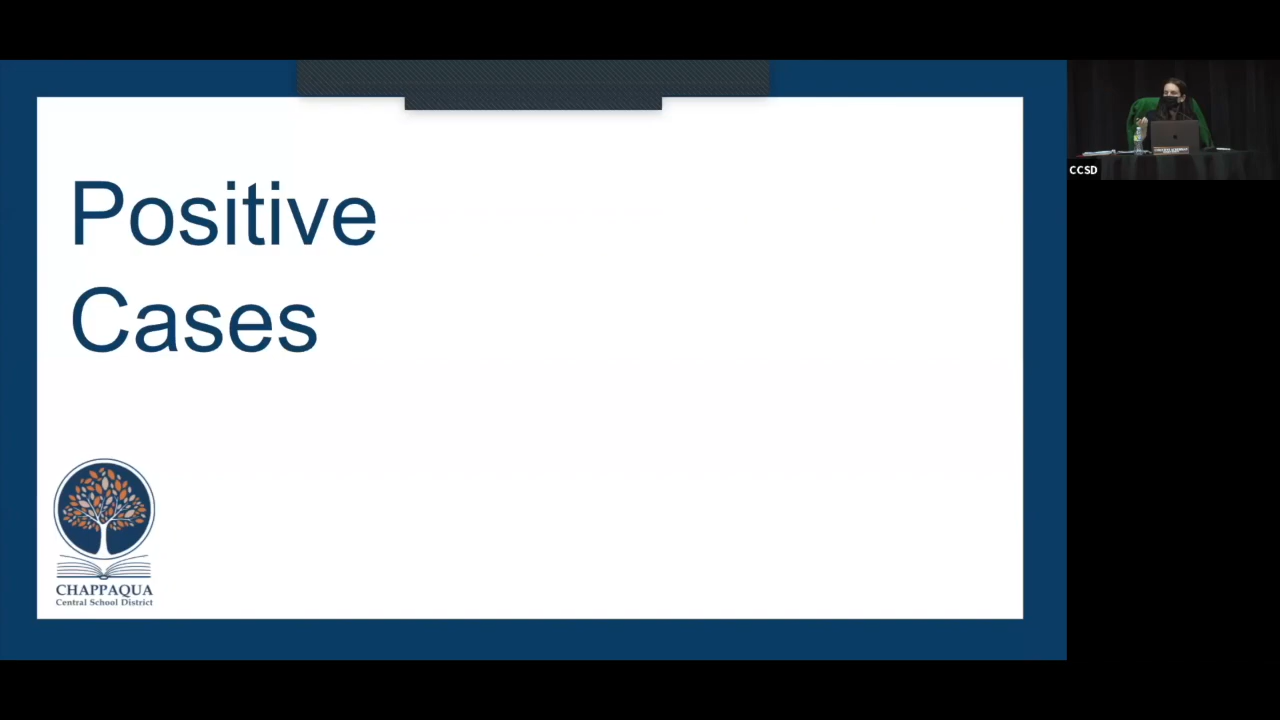 Positive
Cases
CHAPPAQUA
Central School District
CCSD